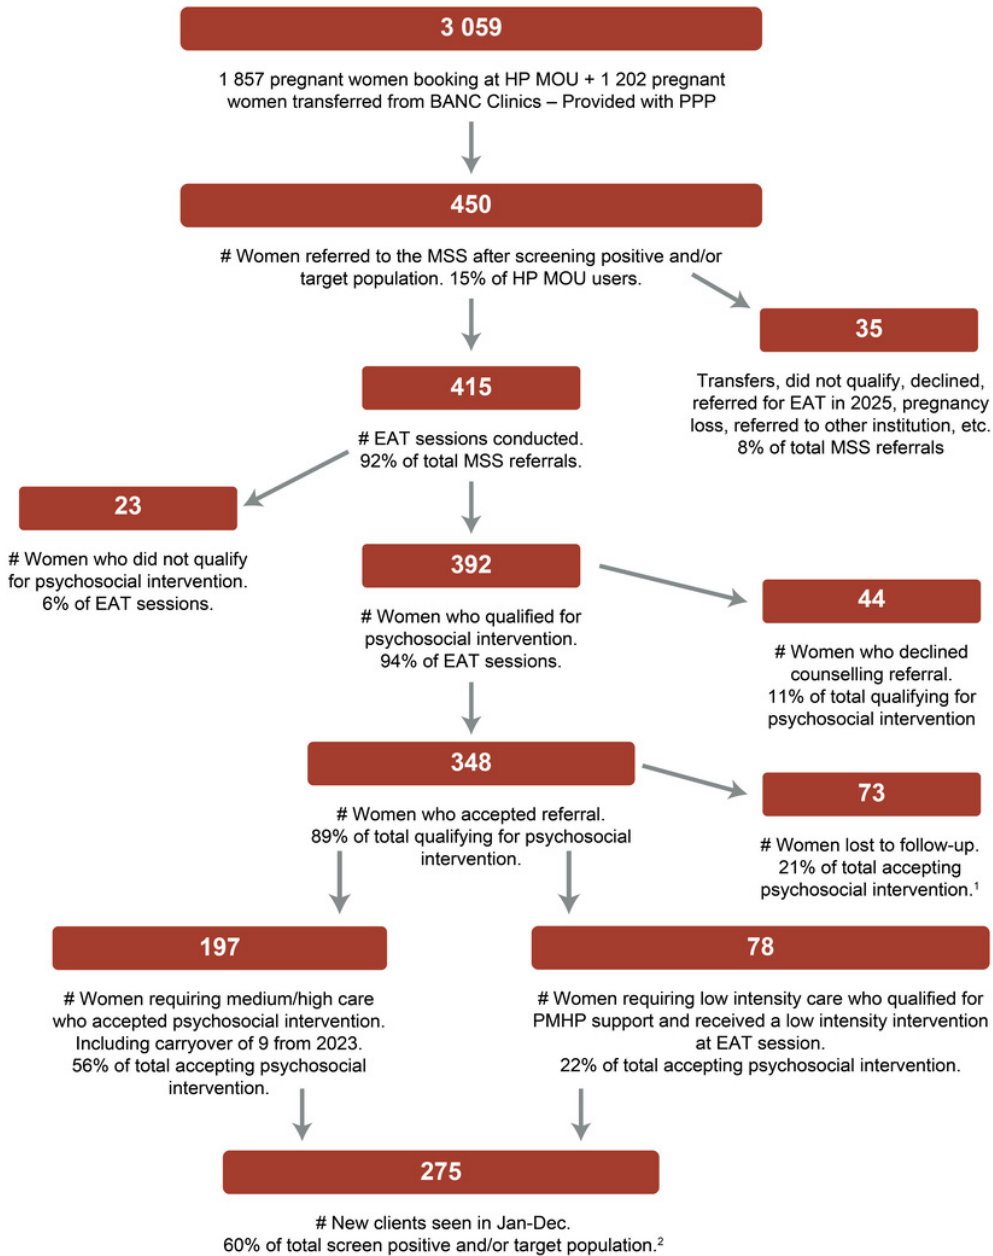 3 059
1 857 pregnant women booking at HP MOU + 1 202 pregnant
women transferred from BANC Clinics – Provided with PPP
450
# Women referred to the MSS after screening positive and/or
target population. 15% of HP MOU users.
35
Transfers, did not qualify, declined,
referred for EAT in 2025, pregnancy
loss, referred to other institution, etc.
8% of total MSS referrals
415
# EAT sessions conducted.
92% of total MSS referrals.
23
# Women who did not qualify
for psychosocial intervention.
6% of EAT sessions.
392
# Women who qualified for
psychosocial intervention.
94% of EAT sessions.
44
# Women who declined
counselling referral.
11% of total qualifying for
psychosocial intervention
348
# Women who accepted referral.
89% of total qualifying for psychosocial
intervention.
73
# Women lost to follow-up.
21% of total accepting
psychosocial intervention.¹
197
# Women requiring medium/high care
who accepted psychosocial intervention.
Including carryover of 9 from 2023.
56% of total accepting psychosocial
intervention.
78
# Women requiring low intensity care who qualified for
PMHP support and received a low intensity intervention
at EAT session.
22% of total accepting psychosocial intervention.
275
# New clients seen in Jan-Dec.
60% of total screen positive and/or target population.²